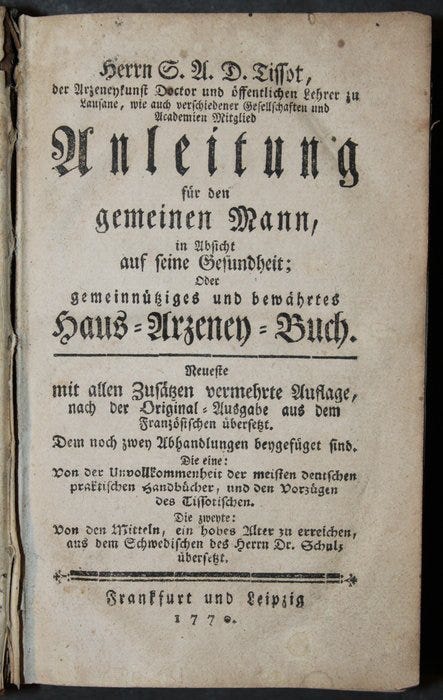 Herrn S. A. D. Tissot,
der Arzeneykunst Doctor und öffentlichen Lehrer zu
Lausane, wie auch verschiedener Gesellschaften und
Academien Mitglied
Anleitung
für den
gemeinen Mann,
in Absicht
auf seine Gesundheit;
Oder
gemeinnütziges und bewährtes
Haus-Arzeney-Buch.
Neueste
mit allen Zusätzen vermehrte Auflage,
nach der Original-Ausgabe aus dem
Französischen übersetzt.
Dem noch zwey Abhandlungen beygefüget sind.
Die eine:
Von der Unvollkommenheit der meisten deutschen
praktischen Handbücher, und den Vorzügen
des Tissotischen.
Die zweyte:
Von den Mitteln, ein hohes Alter zu erreichen,
aus dem Schwedischen des Herrn Dr. Schulz
übersetzt.
Frankfurt und Leipzig
1770.